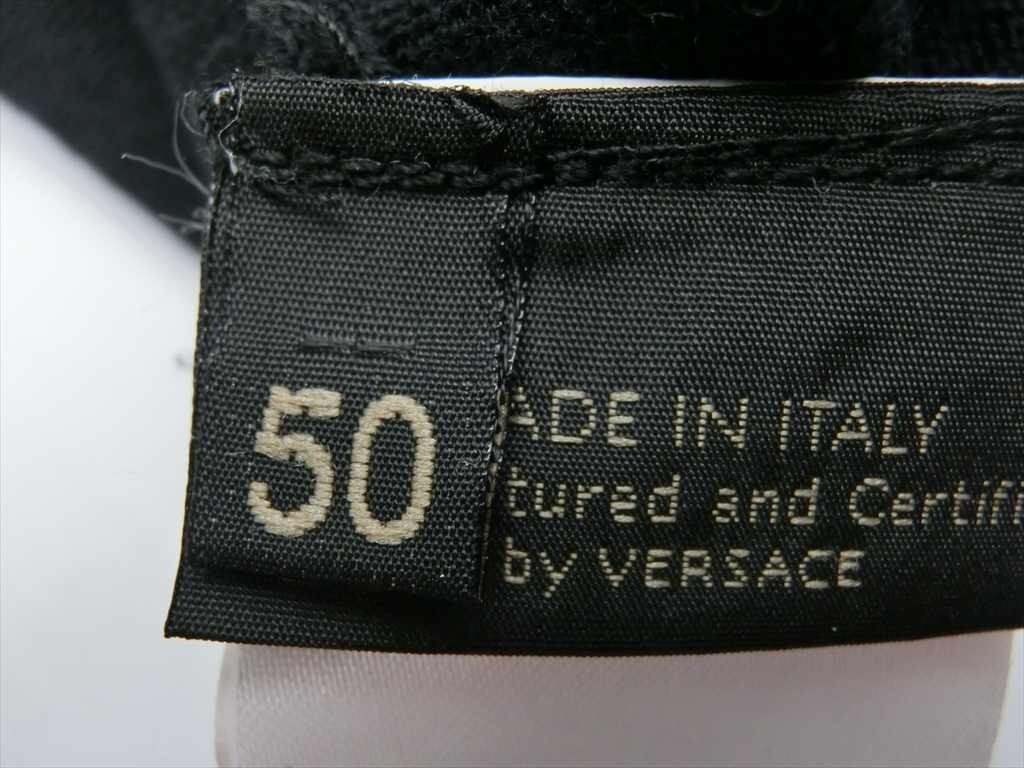 50
ADE IN ITALY
tured and Certifi
by VERSACE